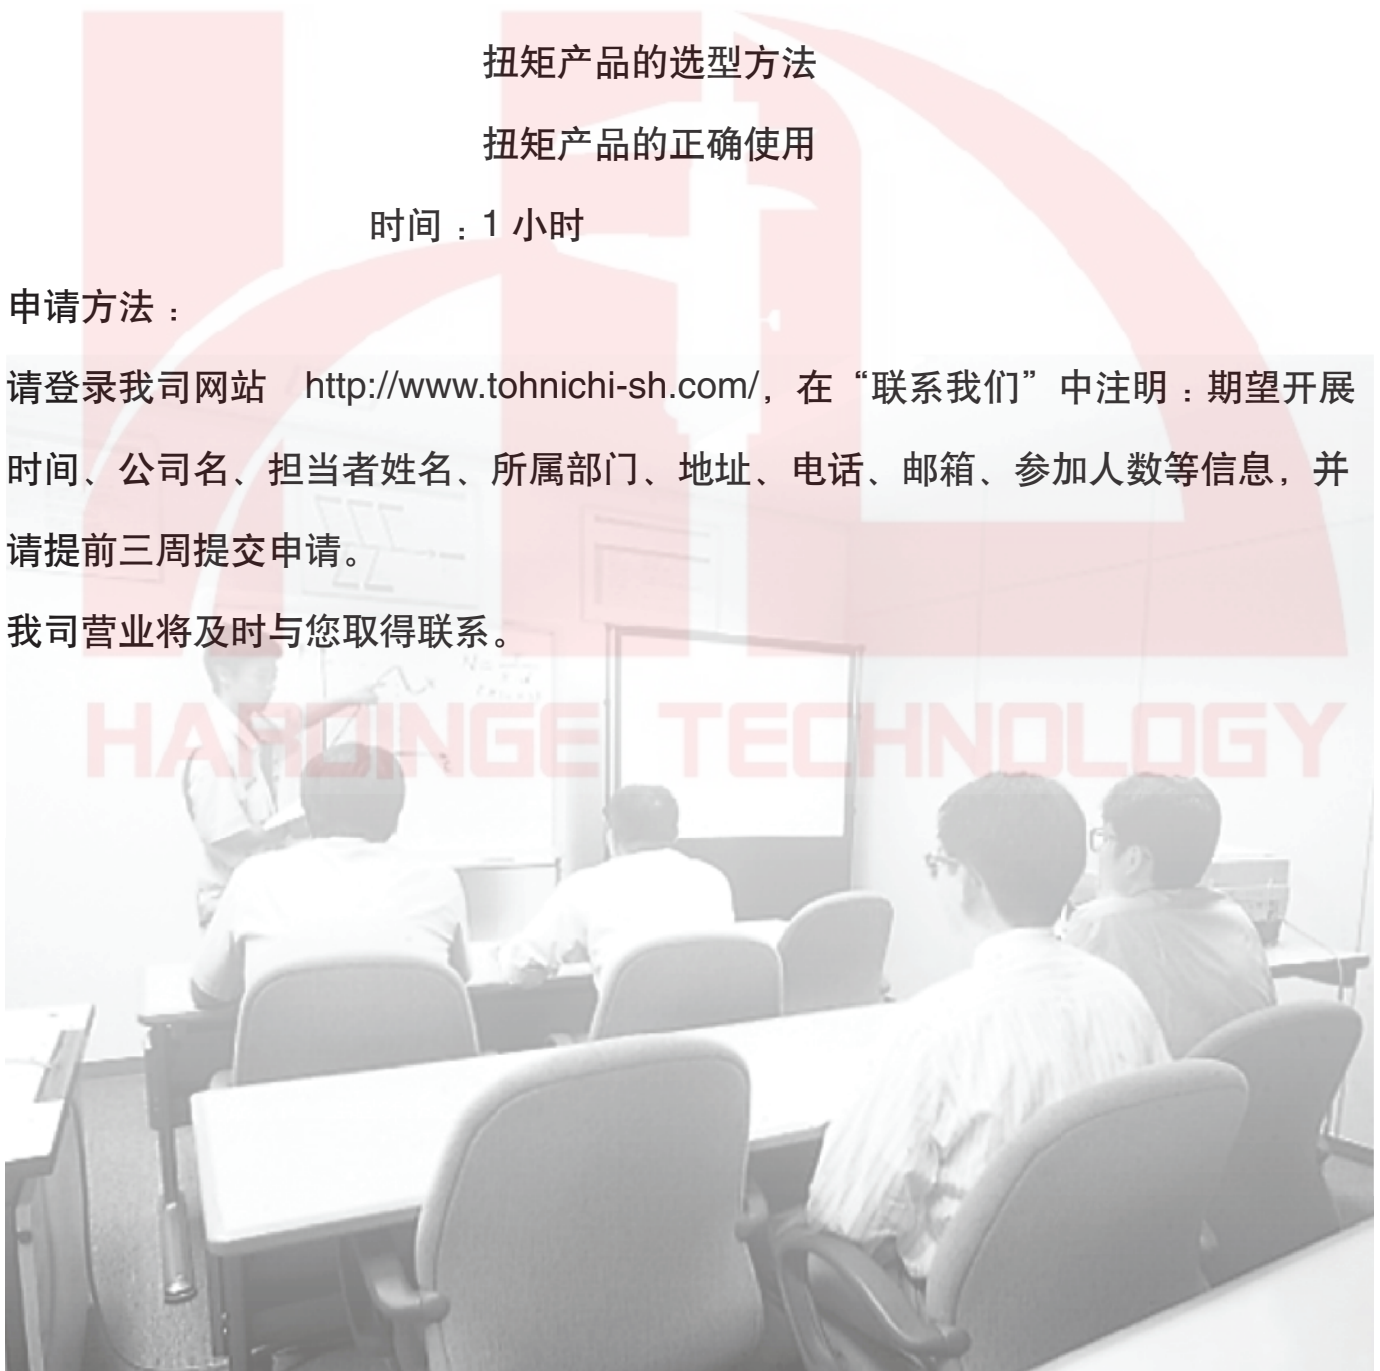 扭矩产品的选型方法
扭矩产品的正确使用
时间：1 小时
申请方法：
请登录我司网站 http://www.tohnichi-sh.com/，在“联系我们”中注明：期望开展
时间、公司名、担当者姓名、所属部门、地址、电话、邮箱、参加人数等信息，并
请提前三周提交申请。
我司营业将及时与您取得联系。
HARDINGE TECHNOLOGY